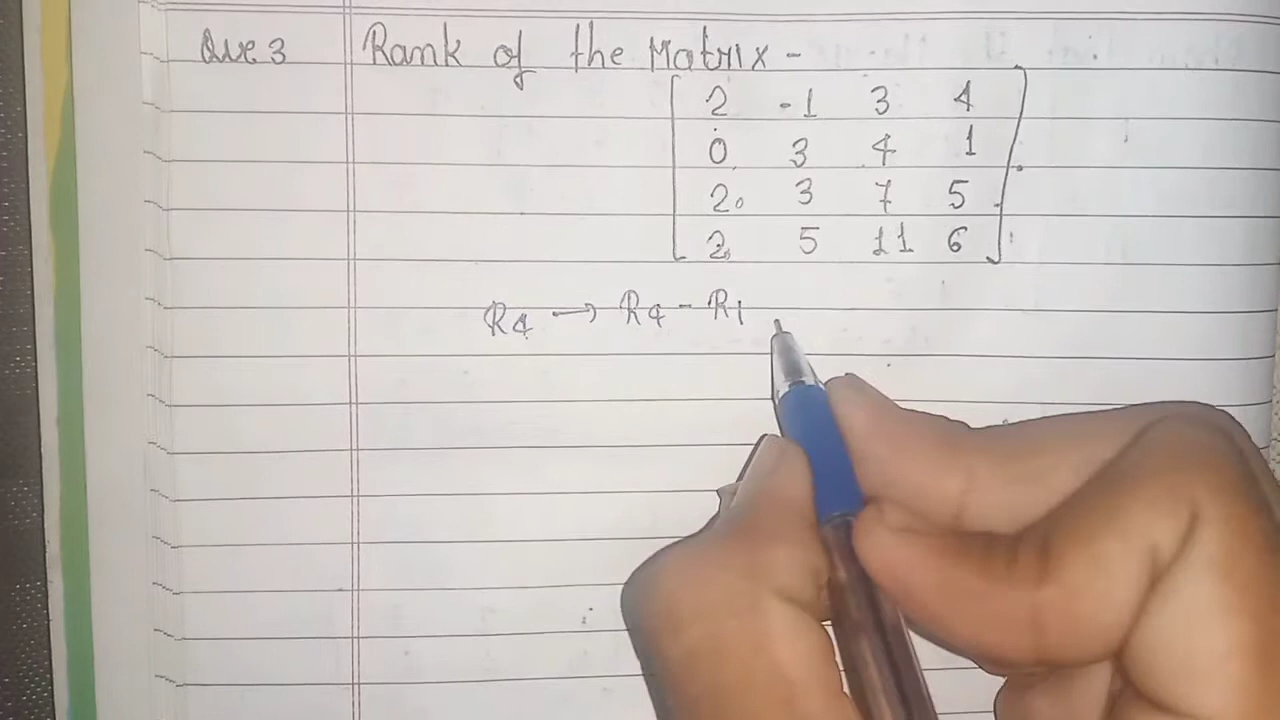 Que 3 Rank of the Matrix -
2 -1 3 4
0 3 4 1
2 3 7 5
2 5 11 6
R4 → R4 - R1